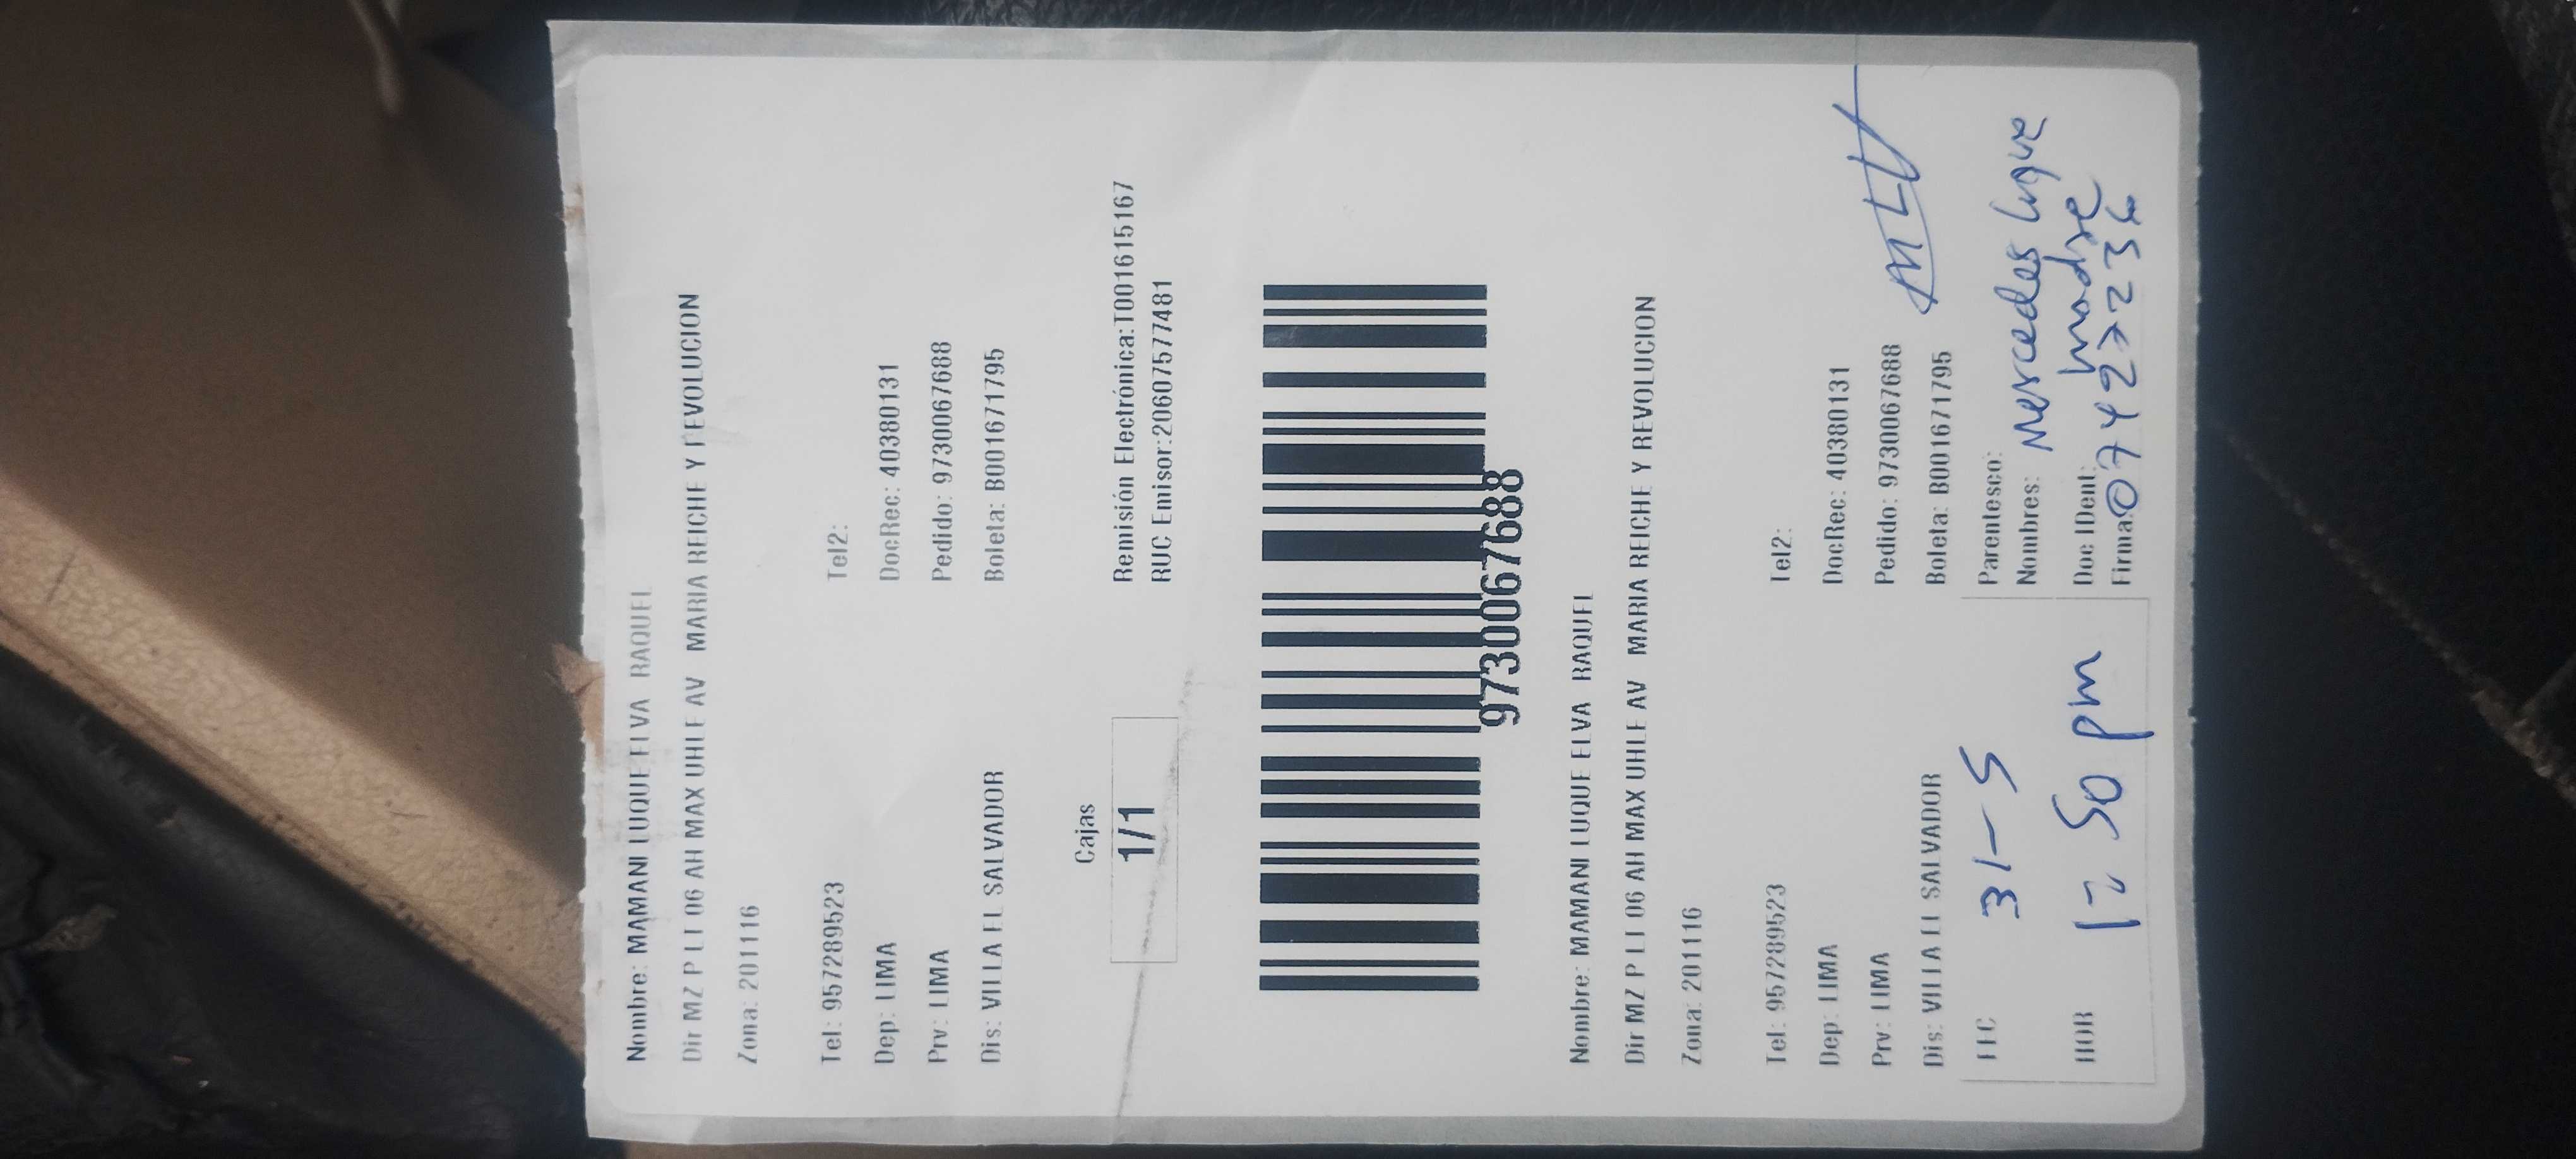 Nombre: MAMANI LUQUE ELVA RAQUEL
Dir MZ P LT 06 AH MAX UHLE AV MARIA REICHE Y REVOLUCION
Zona: 201116
Tel: 957289523 Tel2:
Dep: LIMA DocRec: 40380131
Prv: LIMA Pedido: 9730067688
Dis: VILLA EL SALVADOR Boleta: B001671795
Cajas
1/1
Remisión Electrónica:T001615167
RUC Emisor:20607577481
9730067688
Nombre: MAMANI LUQUE ELVA RAQUEL
Dir MZ P LT 06 AH MAX UHLE AV MARIA REICHE Y REVOLUCION
Zona: 201116
Tel: 957289523 Tel2:
Dep: LIMA DocRec: 40380131
Prv: LIMA Pedido: 9730067688
Dis: VILLA EL SALVADOR Boleta: B001671795
FEC 31-5 Parentesco:
Nombres: Mercedes luque
madre
HOR 1:50 pm Doc IDent:
Firma: